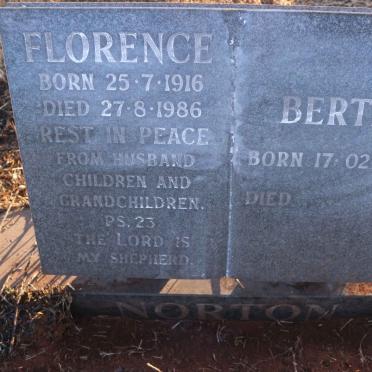 FLORENCE
BORN 25·7·1916
DIED 27·8·1986
REST IN PEACE
FROM HUSBAND
CHILDREN AND
GRANDCHILDREN.
PS. 23
THE LORD IS
MY SHEPHERD.
BERT
BORN 17·02
DIED
NORTON